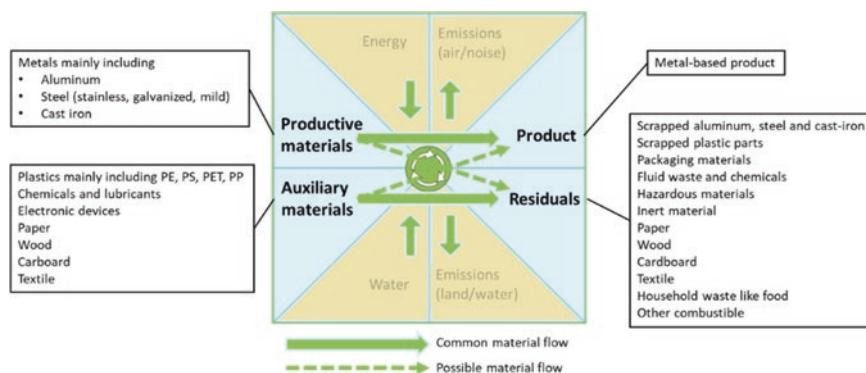 Metals mainly including
• Aluminum
• Steel (stainless, galvanized, mild)
• Cast iron
Plastics mainly including PE, PS, PET, PP
Chemicals and lubricants
Electronic devices
Paper
Wood
Carboard
Textile
Energy
Emissions
(air/noise)
Productive
materials
Product
Auxiliary
materials
Residuals
Water
Emissions
(land/water)
Metal-based product
Scrapped aluminum, steel and cast-iron
Scrapped plastic parts
Packaging materials
Fluid waste and chemicals
Hazardous materials
Inert material
Paper
Wood
Cardboard
Textile
Household waste like food
Other combustible
Common material flow
Possible material flow